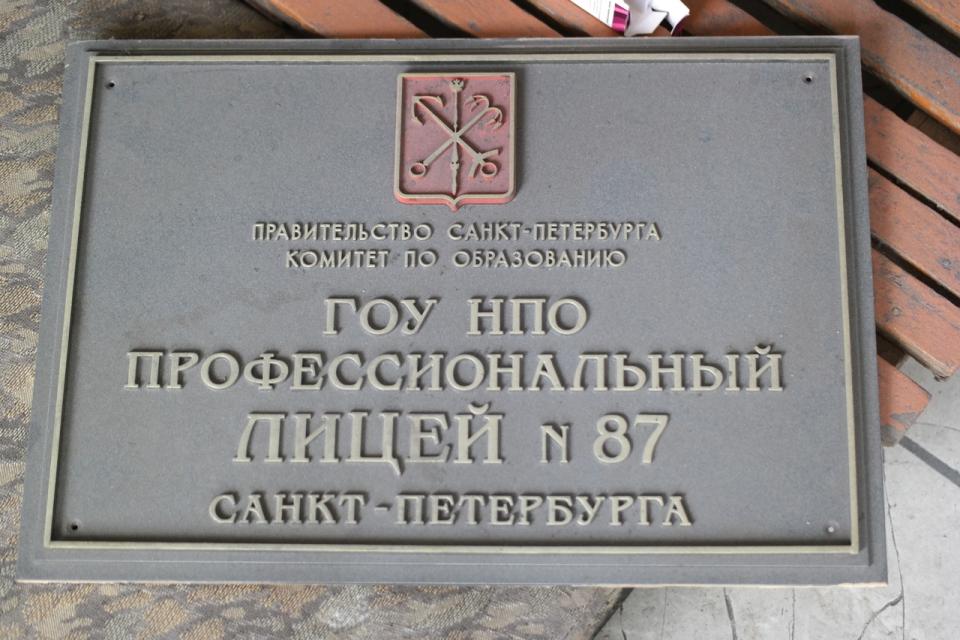 ПРАВИТЕЛЬСТВО САНКТ-ПЕТЕРБУРГА
КОМИТЕТ ПО ОБРАЗОВАНИЮ
ГОУ НПО
ПРОФЕССИОНАЛЬНЫЙ
ЛИЦЕЙ N 87
САНКТ-ПЕТЕРБУРГА